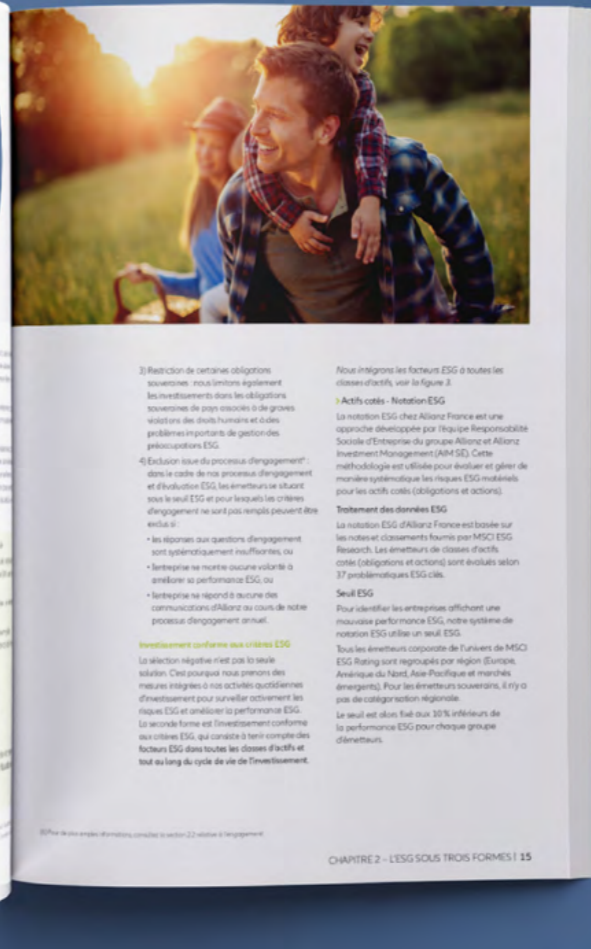 3) Restriction de certaines obligations
souveraines : nous limitons également
les investissements dans les obligations
souveraines de pays associés à de graves
violations des droits humains et à des
problèmes importants de gestion des
préoccupations ESG.
4) Exclusion issue du processus d'engagement⁶ :
dans le cadre de nos processus d'engagement
et d'évaluation ESG, les émetteurs se situant
sous le seuil ESG et pour lesquels les critères
d'engagement ne sont pas remplis peuvent être
exclus si :
• les réponses aux questions d'engagement
sont systématiquement insuffisantes, ou
• l'entreprise ne montre aucune volonté à
améliorer sa performance ESG, ou
• l'entreprise ne répond à aucune des
communications d'Allianz au cours de notre
processus d'engagement annuel.
Investissement conforme aux critères ESG
La sélection négative n'est pas la seule
solution. C'est pourquoi nous prenons des
mesures intégrées à nos activités quotidiennes
d'investissement pour surveiller activement les
risques ESG et améliorer la performance ESG.
La seconde forme est l'investissement conforme
aux critères ESG, qui consiste à tenir compte des
facteurs ESG dans toutes les classes d'actifs et
tout au long du cycle de vie de l'investissement.
Nous intégrons les facteurs ESG à toutes les
classes d'actifs, voir la figure 3.
> Actifs cotés - Notation ESG
La notation ESG chez Allianz France est une
approche développée par l'équipe Responsabilité
Sociale d'Entreprise du groupe Allianz et Allianz
Investment Management (AIM SE). Cette
méthodologie est utilisée pour évaluer et gérer de
manière systématique les risques ESG matériels
pour les actifs cotés (obligations et actions).
Traitement des données ESG
La notation ESG d'Allianz France est basée sur
les notes et classements fournis par MSCI ESG
Research. Les émetteurs de classes d'actifs
cotés (obligations et actions) sont évalués selon
37 problématiques ESG clés.
Seuil ESG
Pour identifier les entreprises affichant une
mauvaise performance ESG, notre système de
notation ESG utilise un seuil ESG.
Tous les émetteurs corporate de l'univers de MSCI
ESG Rating sont regroupés par région (Europe,
Amérique du Nord, Asie-Pacifique et marchés
émergents). Pour les émetteurs souverains, il n'y a
pas de catégorisation régionale.
Le seuil est alors fixé aux 10 % inférieurs de
la performance ESG pour chaque groupe
d'émetteurs.
Pour de plus amples informations, consultez la section 2.2 relative à l'engagement
CHAPITRE 2 - L'ESG SOUS TROIS FORMES | 15